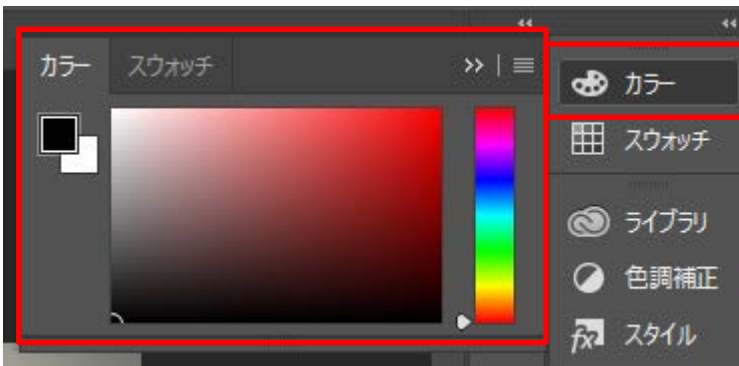 カラー スウォッチ
カラー
スウォッチ
ライブラリ
色調補正
スタイル